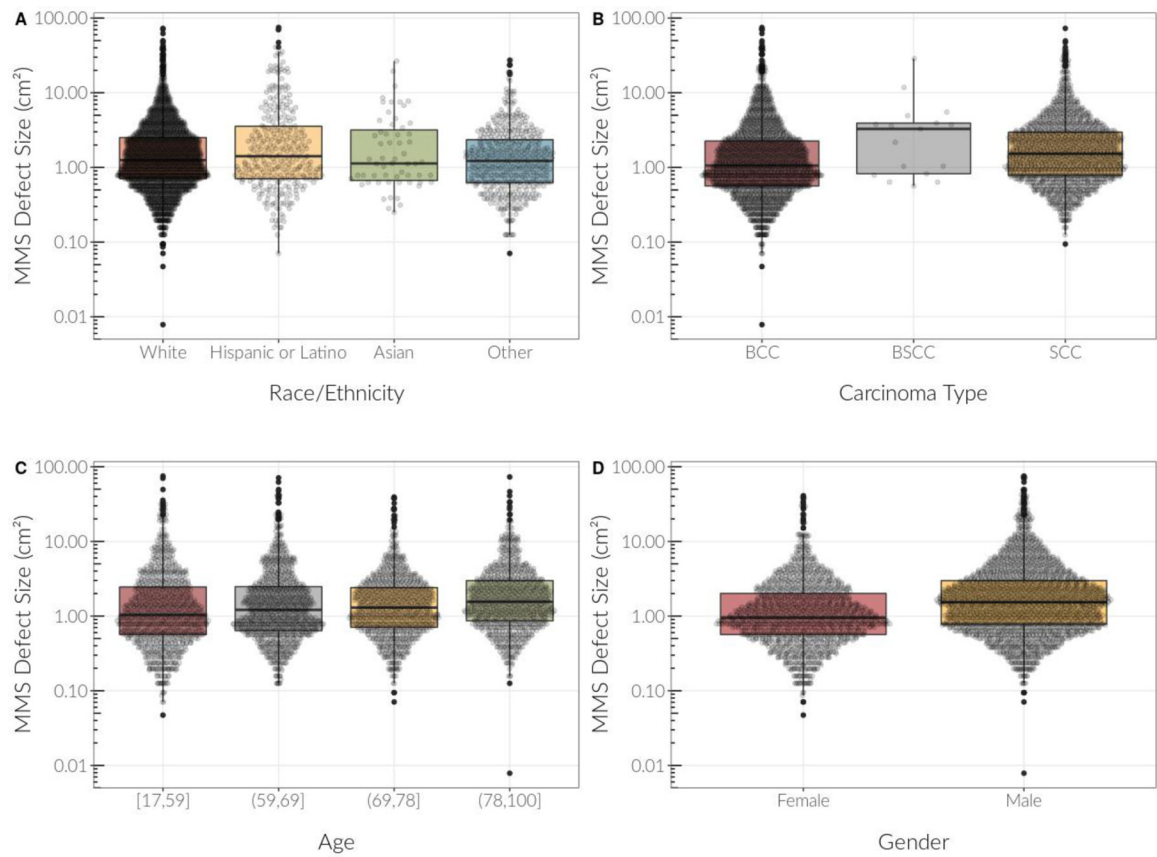 A
MMS Defect Size (cm²)
100.00
10.00
1.00
0.10
0.01
White Hispanic or Latino Asian Other
Race/Ethnicity
B
MMS Defect Size (cm²)
100.00
10.00
1.00
0.10
0.01
BCC BSCC SCC
Carcinoma Type
C
MMS Defect Size (cm²)
100.00
10.00
1.00
0.10
0.01
[17,59] (59,69] (69,78] (78,100]
Age
D
MMS Defect Size (cm²)
100.00
10.00
1.00
0.10
0.01
Female Male
Gender